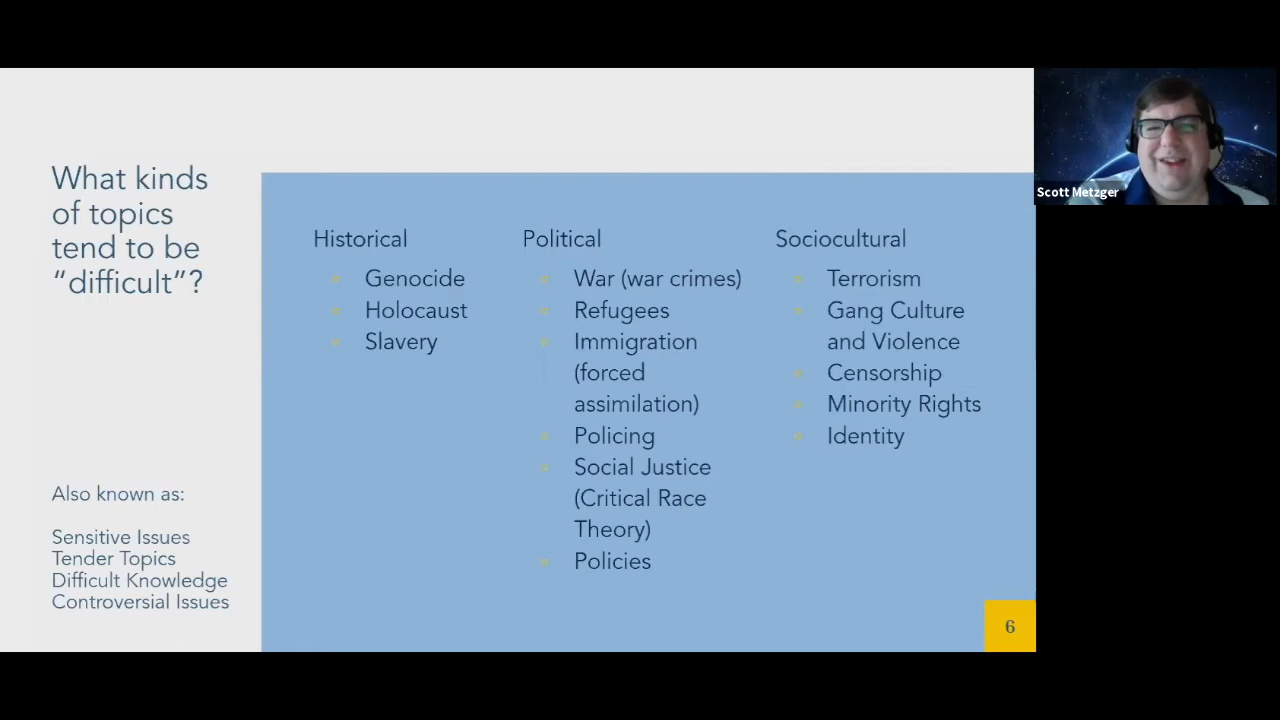 What kinds
of topics
tend to be
“difficult”?
Also known as:
Sensitive Issues
Tender Topics
Difficult Knowledge
Controversial Issues
Historical
Genocide
Holocaust
Slavery
Political
War (war crimes)
Refugees
Immigration
(forced
assimilation)
Policing
Social Justice
(Critical Race
Theory)
Policies
Sociocultural
Terrorism
Gang Culture
and Violence
Censorship
Minority Rights
Identity
6
Scott Metzger